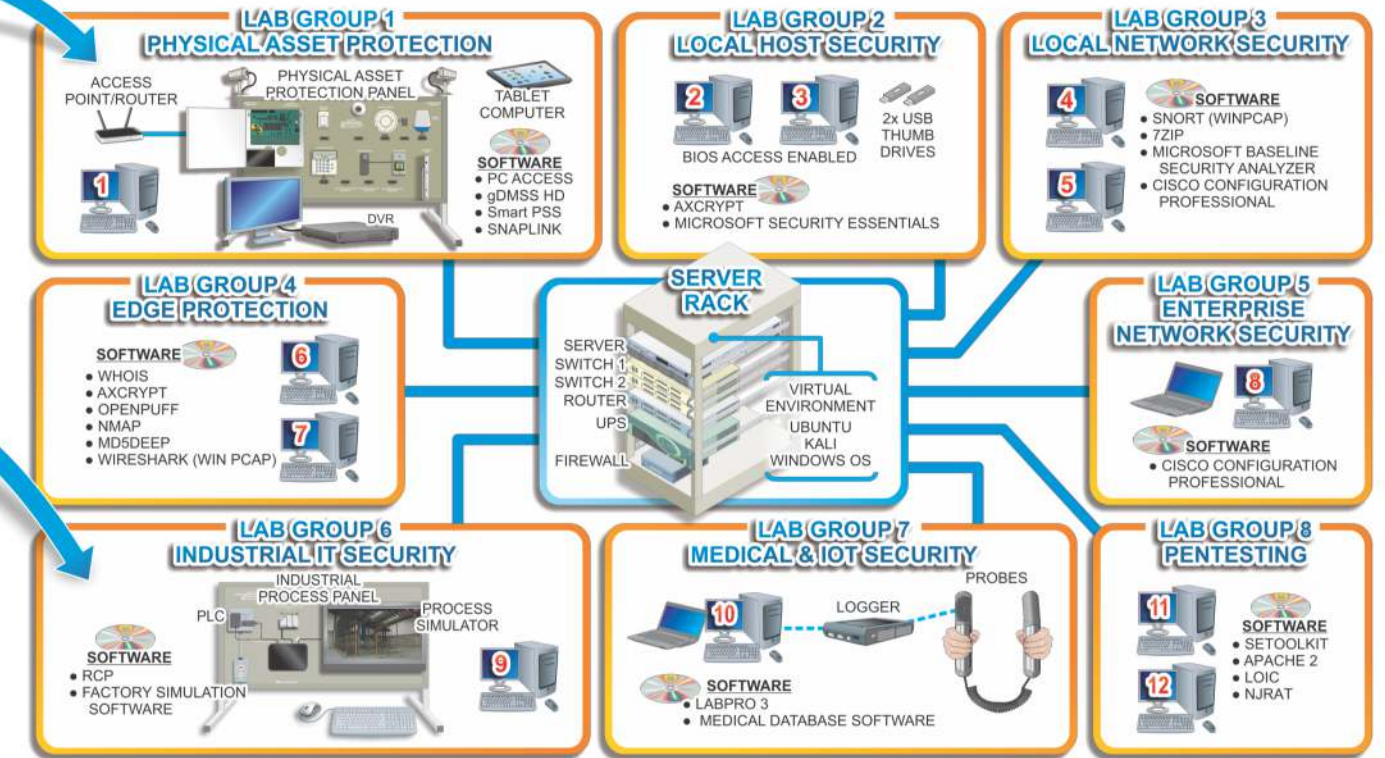 LAB GROUP 1
PHYSICAL ASSET PROTECTION
ACCESS
POINT/ROUTER
PHYSICAL ASSET
PROTECTION PANEL
TABLET
COMPUTER
1
DVR
SOFTWARE
• PC ACCESS
• gDMSS HD
• Smart PSS
• SNAPLINK
LAB GROUP 2
LOCAL HOST SECURITY
2
3
BIOS ACCESS ENABLED
2x USB
THUMB
DRIVES
SOFTWARE
• AXCRYPT
• MICROSOFT SECURITY ESSENTIALS
LAB GROUP 3
LOCAL NETWORK SECURITY
4
5
SOFTWARE
• SNORT (WINPCAP)
• 7ZIP
• MICROSOFT BASELINE
SECURITY ANALYZER
• CISCO CONFIGURATION
PROFESSIONAL
LAB GROUP 4
EDGE PROTECTION
SOFTWARE
• WHOIS
• AXCRYPT
• OPENPUFF
• NMAP
• MD5DEEP
• WIRESHARK (WIN PCAP)
6
7
SERVER
RACK
SERVER
SWITCH 1
SWITCH 2
ROUTER
UPS
FIREWALL
VIRTUAL
ENVIRONMENT
UBUNTU
KALI
WINDOWS OS
LAB GROUP 5
ENTERPRISE
NETWORK SECURITY
8
SOFTWARE
• CISCO CONFIGURATION
PROFESSIONAL
LAB GROUP 6
INDUSTRIAL IT SECURITY
INDUSTRIAL
PROCESS PANEL
PLC
PROCESS
SIMULATOR
9
SOFTWARE
• RCP
• FACTORY SIMULATION
SOFTWARE
LAB GROUP 7
MEDICAL & IOT SECURITY
10
LOGGER
PROBES
SOFTWARE
• LABPRO 3
• MEDICAL DATABASE SOFTWARE
LAB GROUP 8
PENTESTING
11
12
SOFTWARE
• SETOOLKIT
• APACHE 2
• LOIC
• NJRAT